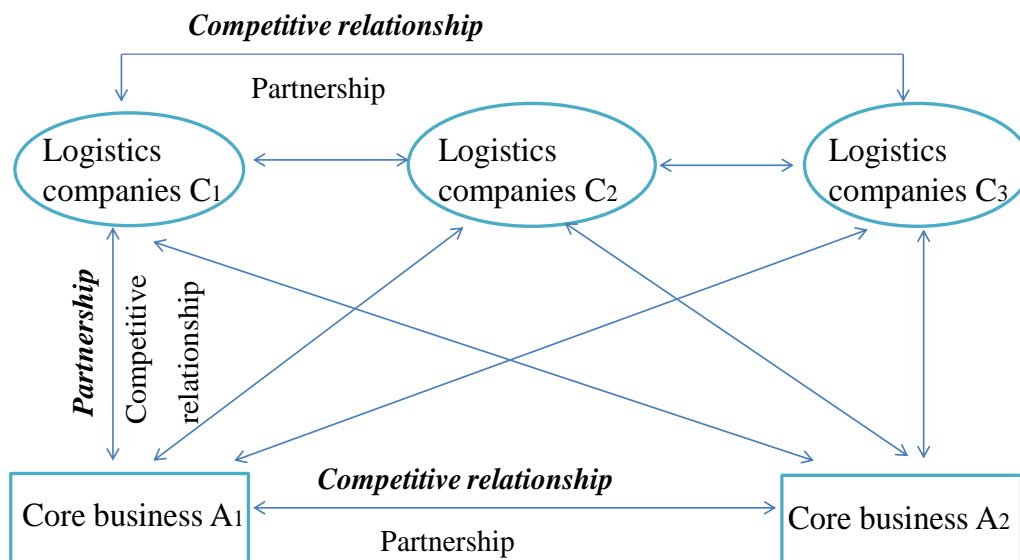 Competitive relationship
Partnership
Logistics
companies C1
Logistics
companies C2
Logistics
companies C3
Partnership
Competitive
relationship
Competitive relationship
Core business A1
Core business A2
Partnership